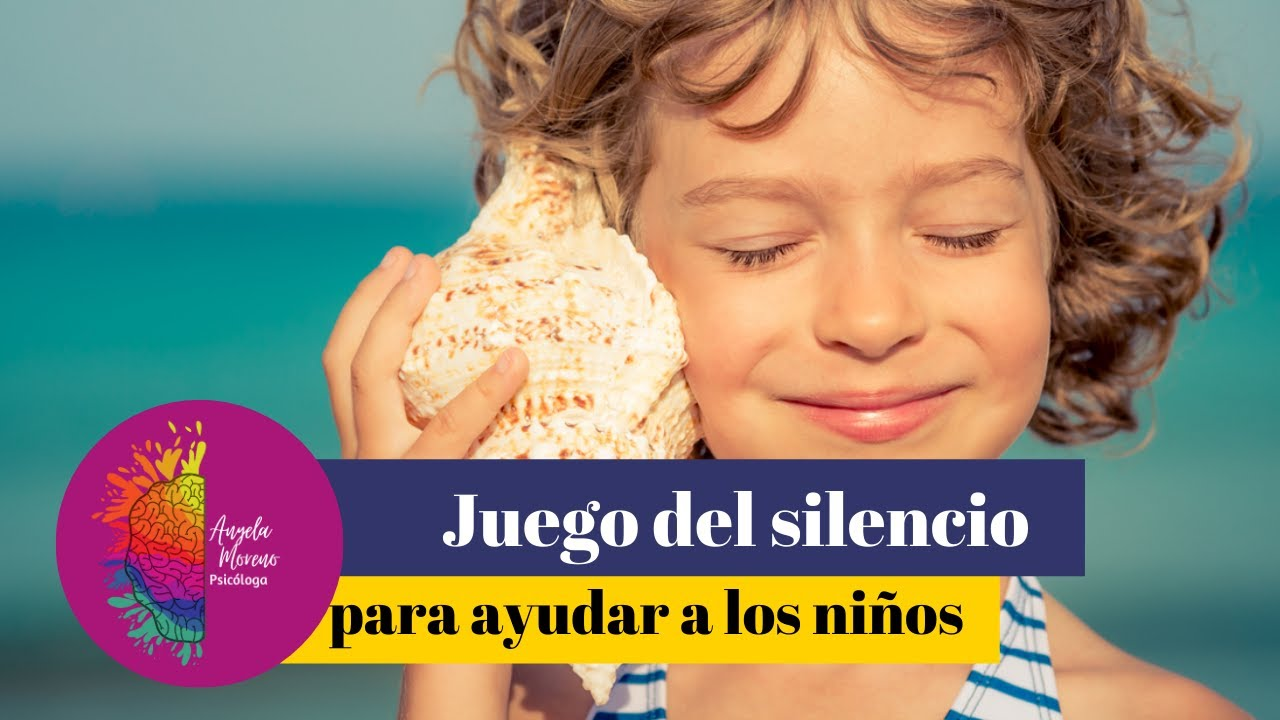 Juego del silencio
para ayudar a los niños
Angela
Moreno
Psicóloga